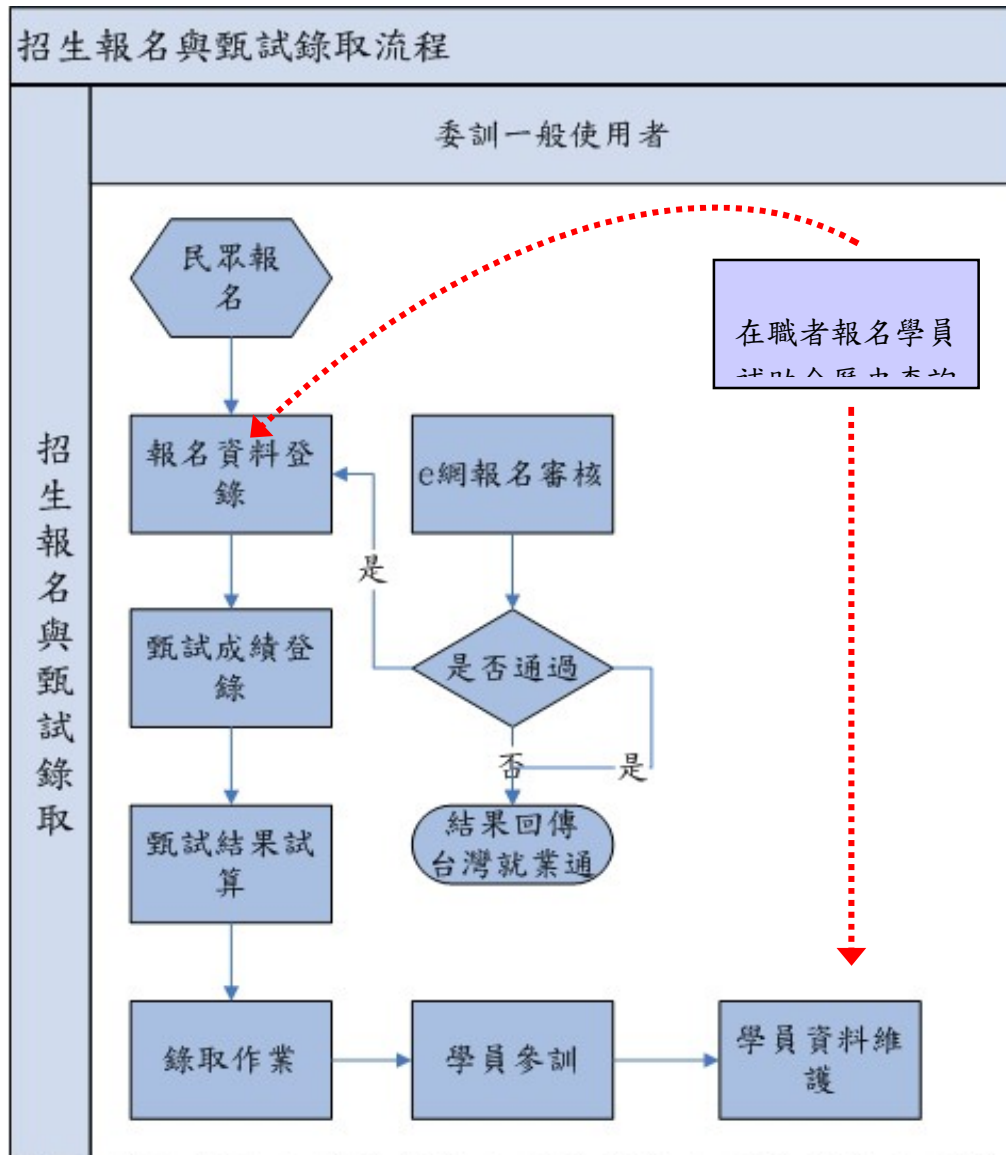 招生報名與甄試錄取流程
委訓一般使用者
招生報名與甄試錄取
民眾報
名
在職者報名學員
報名資料登
錄
e網報名審核
是
甄試成績登
錄
是否通過
否
是
甄試結果試
算
結果回傳
台灣就業通
錄取作業
學員參訓
學員資料維
護